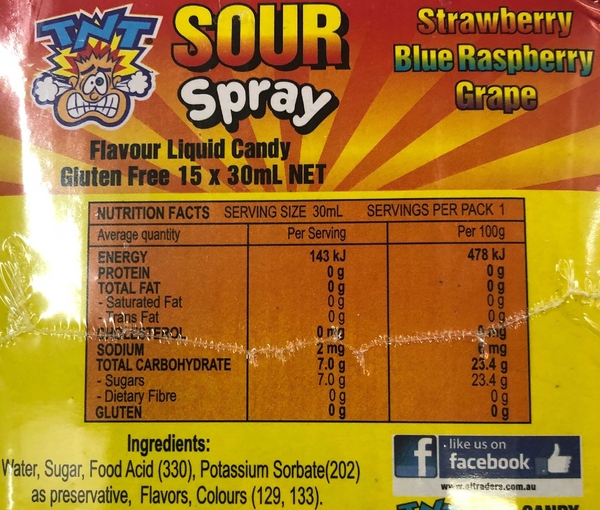 TNT
SOUR
Spray
Strawberry
Blue Raspberry
Grape
Flavour Liquid Candy
Gluten Free 15 x 30mL NET
NUTRITION FACTS SERVING SIZE 30mL SERVINGS PER PACK 1
Average quantity Per Serving Per 100g
ENERGY 143 kJ 478 kJ
PROTEIN 0 g 0 g
TOTAL FAT 0 g 0 g
- Saturated Fat 0 g 0 g
- Trans Fat 0 g 0 g
CHOLESTEROL 0 mg 0 mg
SODIUM 2 mg 6 mg
TOTAL CARBOHYDRATE 7.0 g 23.4 g
- Sugars 7.0 g 23.4 g
- Dietary Fibre 0 g 0 g
GLUTEN 0 g 0 g
Ingredients:
Water, Sugar, Food Acid (330), Potassium Sorbate(202)
as preservative, Flavors, Colours (129, 133).
f like us on
facebook
www.altraders.com.au
TNT CANDY